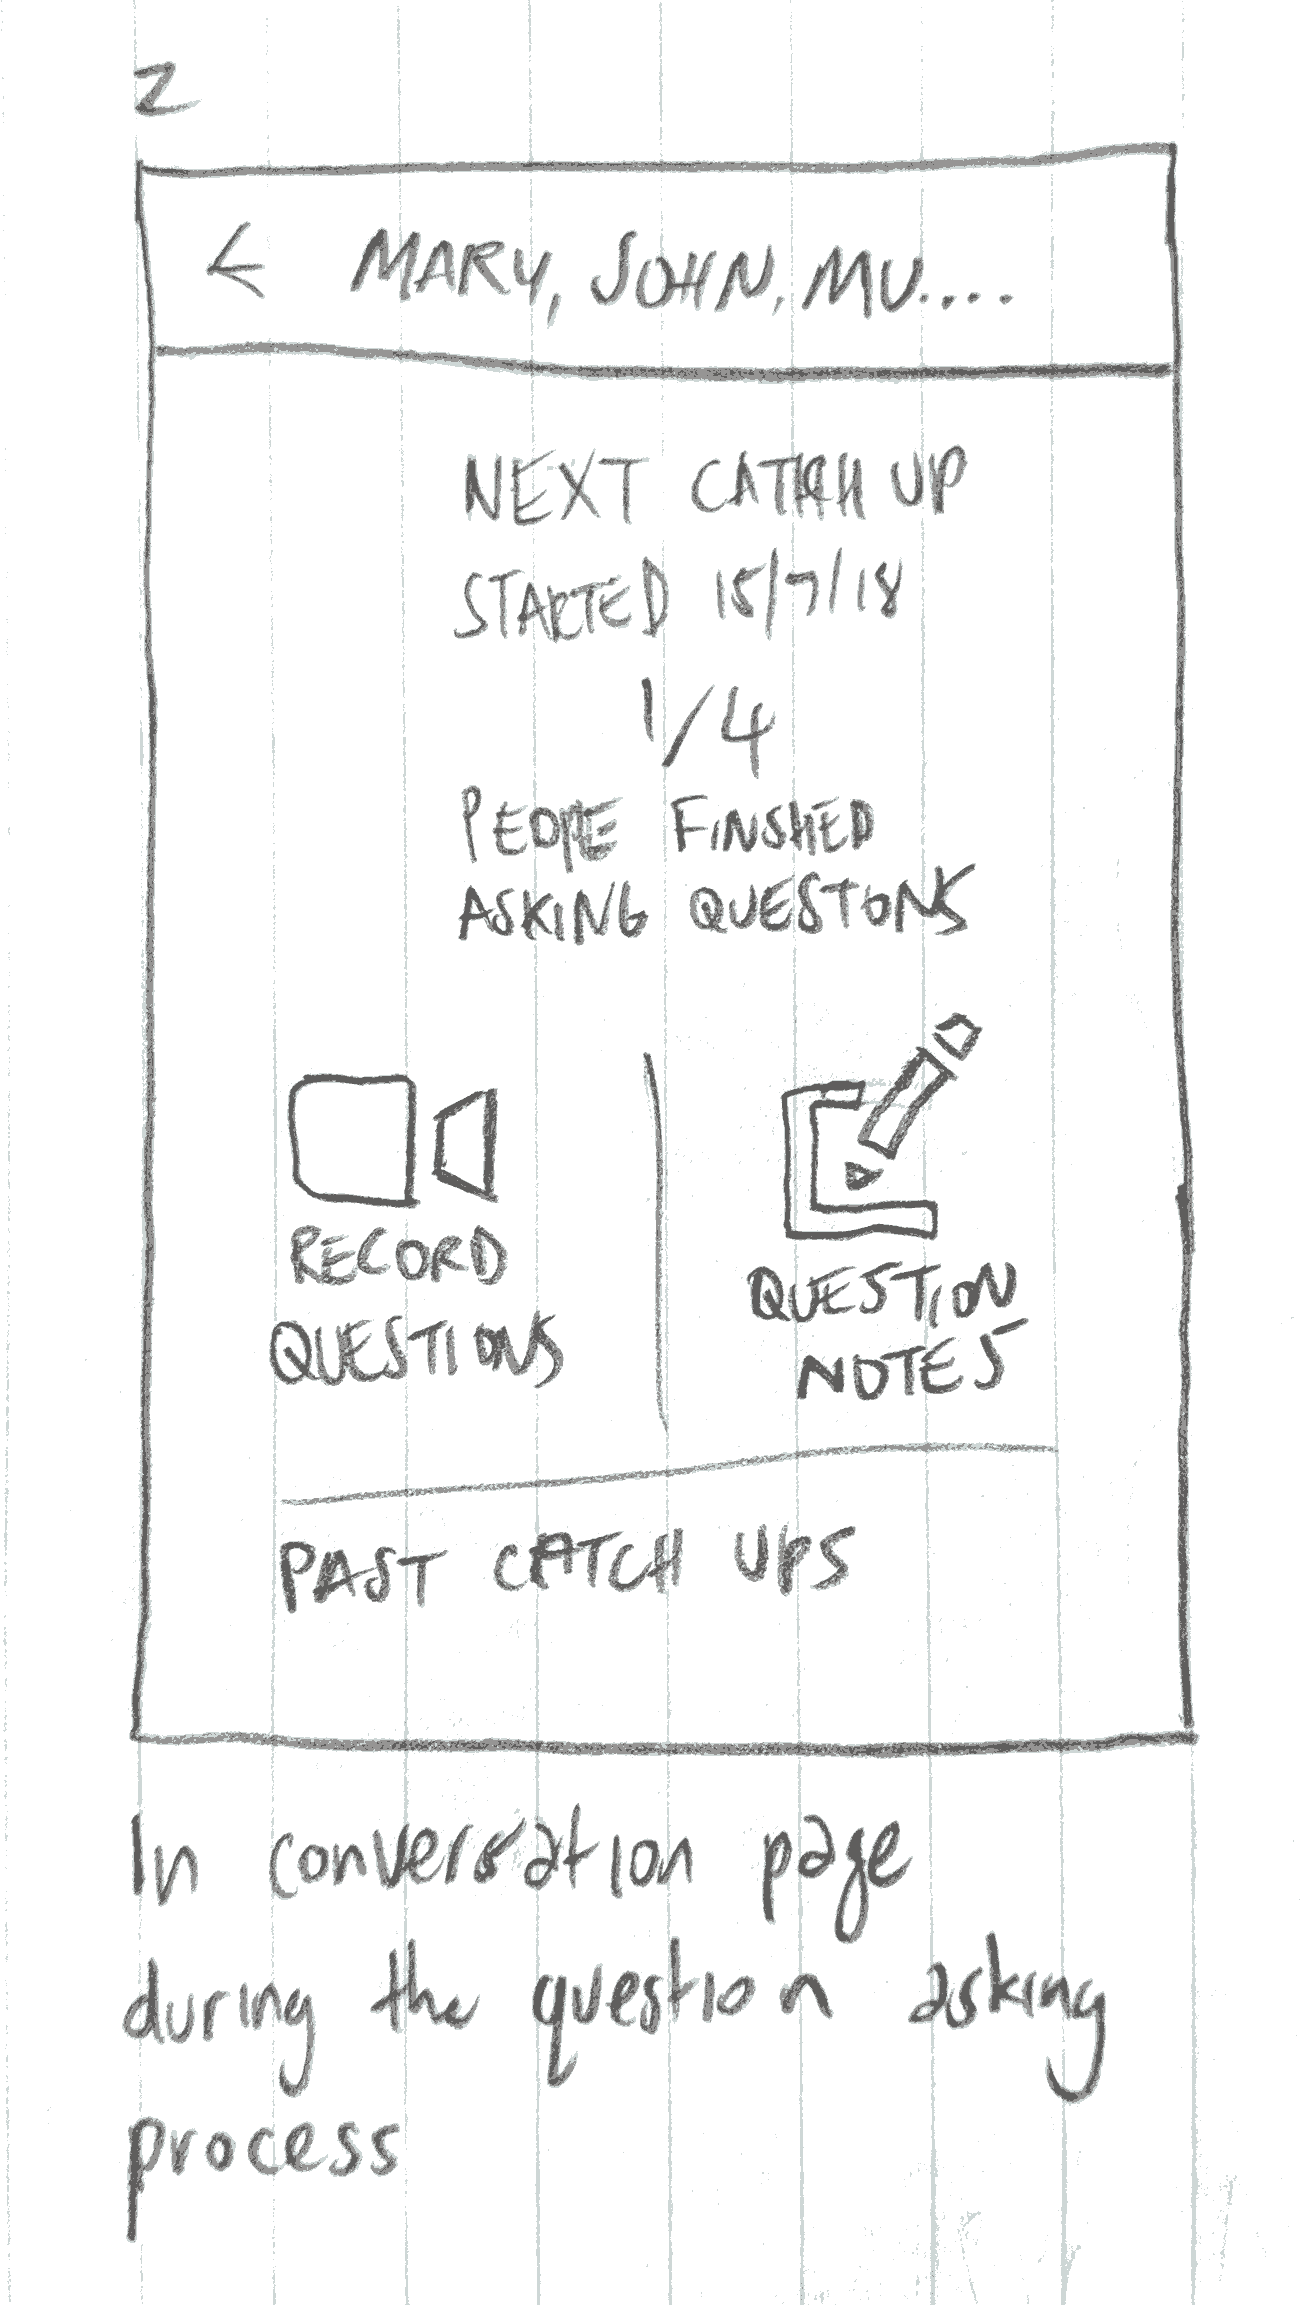 2
← MARY, JOHN, MU....
NEXT CATCH UP
STARTED 15/7/18
1/4
PEOPLE FINSHED
ASKING QUESTONS
RECORD
QUESTIONS
QUESTION
NOTES
PAST CATCH UPS
In conversation page
during the question asking
process